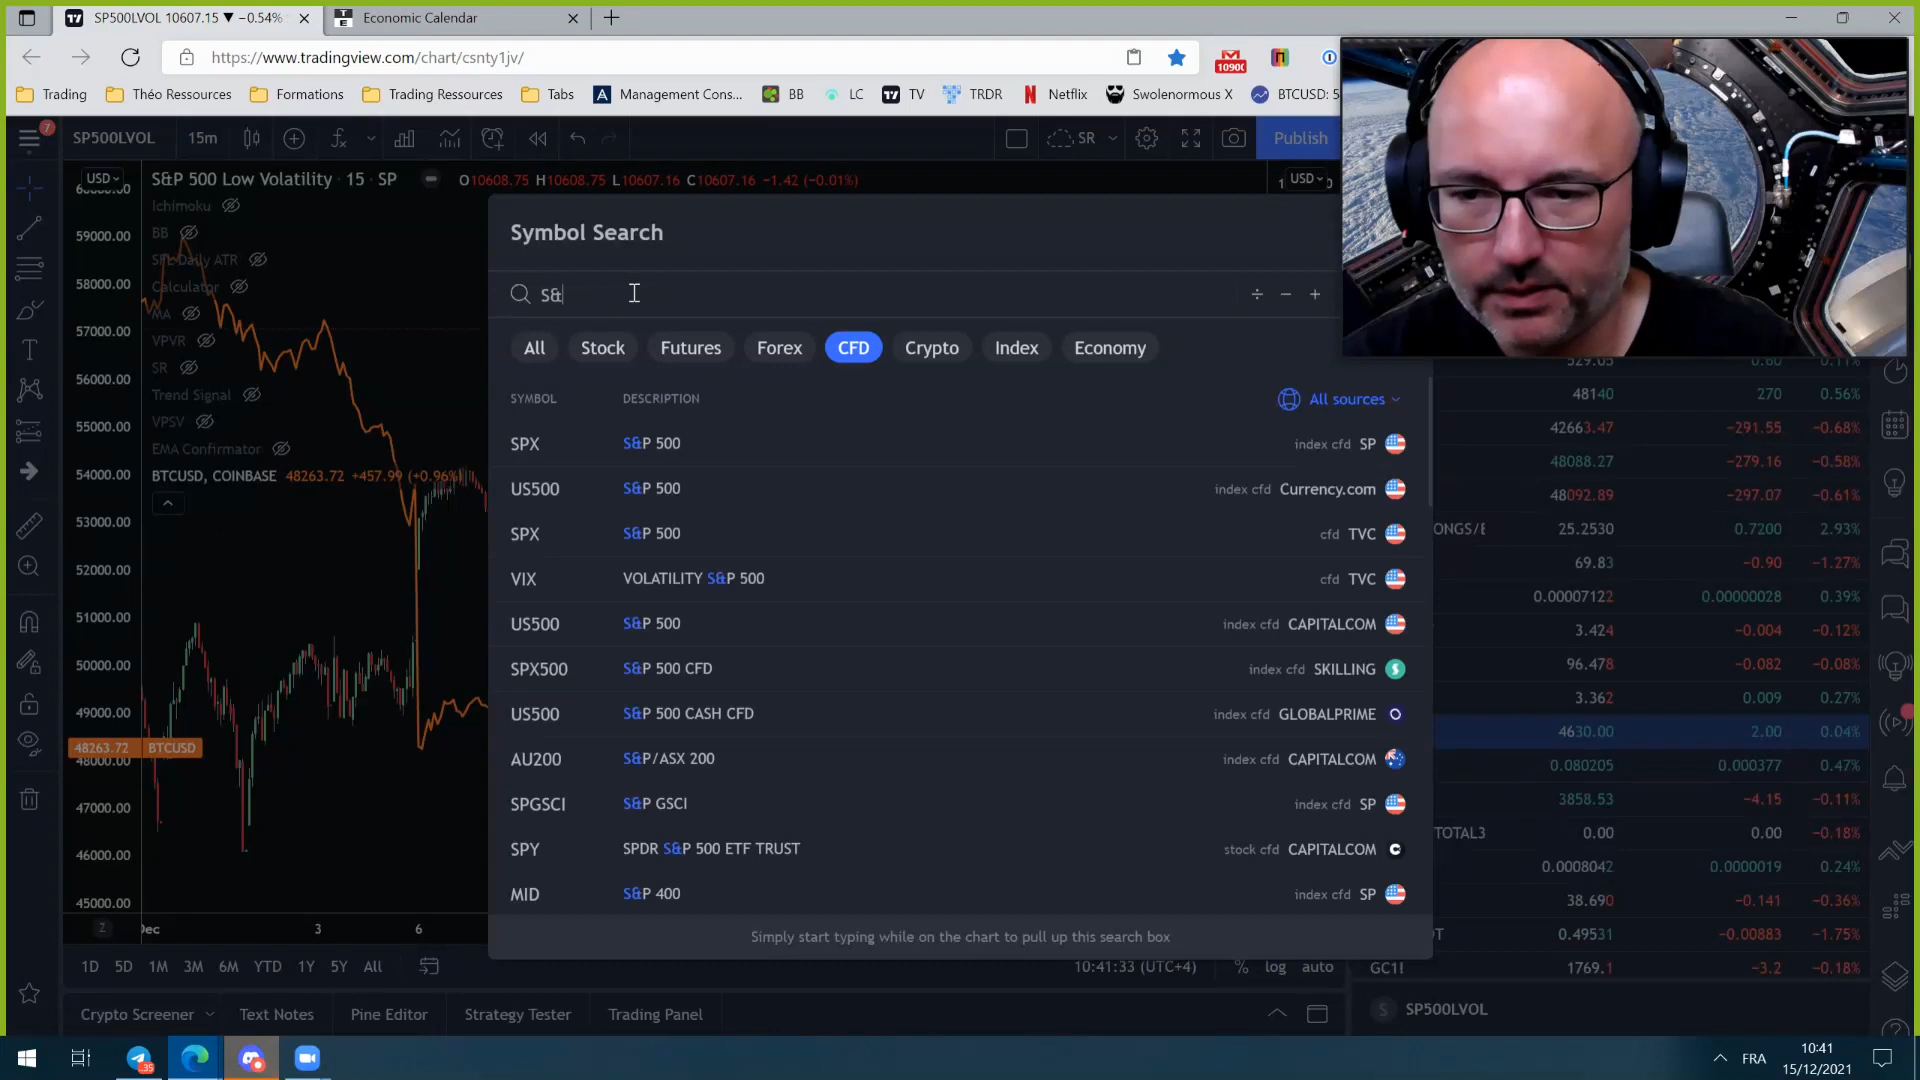 SP500LVOL 10607.15 ▼ −0.54%
Economic Calendar
https://www.tradingview.com/chart/csnty1jv/
Trading
Théo Ressources
Formations
Trading Ressources
Tabs
Management Cons...
BB
LC
TV
TRDR
Netflix
Swolenormous X
BTCUSD: 5
7
SP500LVOL
15m
SR
Publish
USD
S&P 500 Low Volatility · 15 · SP
O10608.75 H10608.75 L10607.16 C10607.16 −1.42 (−0.01%)
USD
Ichimoku
BB
SFL Daily ATR
Calculator
MA
VPVR
SR
Trend Signal
VPSV
EMA Confirmator
BTCUSD, COINBASE 48263.72 +457.99 (+0.96%)
59000.00
58000.00
57000.00
56000.00
55000.00
54000.00
53000.00
52000.00
51000.00
50000.00
49000.00
48263.72 BTCUSD
48000.00
47000.00
46000.00
45000.00
Z
Dec
3
6
Symbol Search
S&
All
Stock
Futures
Forex
CFD
Crypto
Index
Economy
SYMBOL
DESCRIPTION
All sources
SPX S&P 500 index cfd SP
US500 S&P 500 index cfd Currency.com
SPX S&P 500 cfd TVC
VIX VOLATILITY S&P 500 cfd TVC
US500 S&P 500 index cfd CAPITALCOM
SPX500 S&P 500 CFD index cfd SKILLING
US500 S&P 500 CASH CFD index cfd GLOBALPRIME
AU200 S&P/ASX 200 index cfd CAPITALCOM
SPGSCI S&P GSCI index cfd SP
SPY SPDR S&P 500 ETF TRUST stock cfd CAPITALCOM
MID S&P 400 index cfd SP
Simply start typing while on the chart to pull up this search box
529.05 0.60 0.11%
48140 270 0.56%
42663.47 −291.55 −0.68%
48088.27 −279.16 −0.58%
48092.89 −297.07 −0.61%
ONGS/E 25.2530 0.7200 2.93%
69.83 −0.90 −1.27%
0.00007122 0.00000028 0.39%
3.424 −0.004 −0.12%
96.478 −0.082 −0.08%
3.362 0.009 0.27%
4630.00 2.00 0.04%
0.080205 0.000377 0.47%
3858.53 −4.15 −0.11%
TOTAL3 0.00 0.00 −0.18%
0.0008042 0.0000019 0.24%
38.690 −0.141 −0.36%
T 0.49531 −0.00883 −1.75%
GC1! 1769.1 −3.2 −0.18%
1D 5D 1M 3M 6M YTD 1Y 5Y All
10:41:33 (UTC+4)
% log auto
Crypto Screener
Text Notes
Pine Editor
Strategy Tester
Trading Panel
S SP500LVOL
35
FRA
10:41
15/12/2021